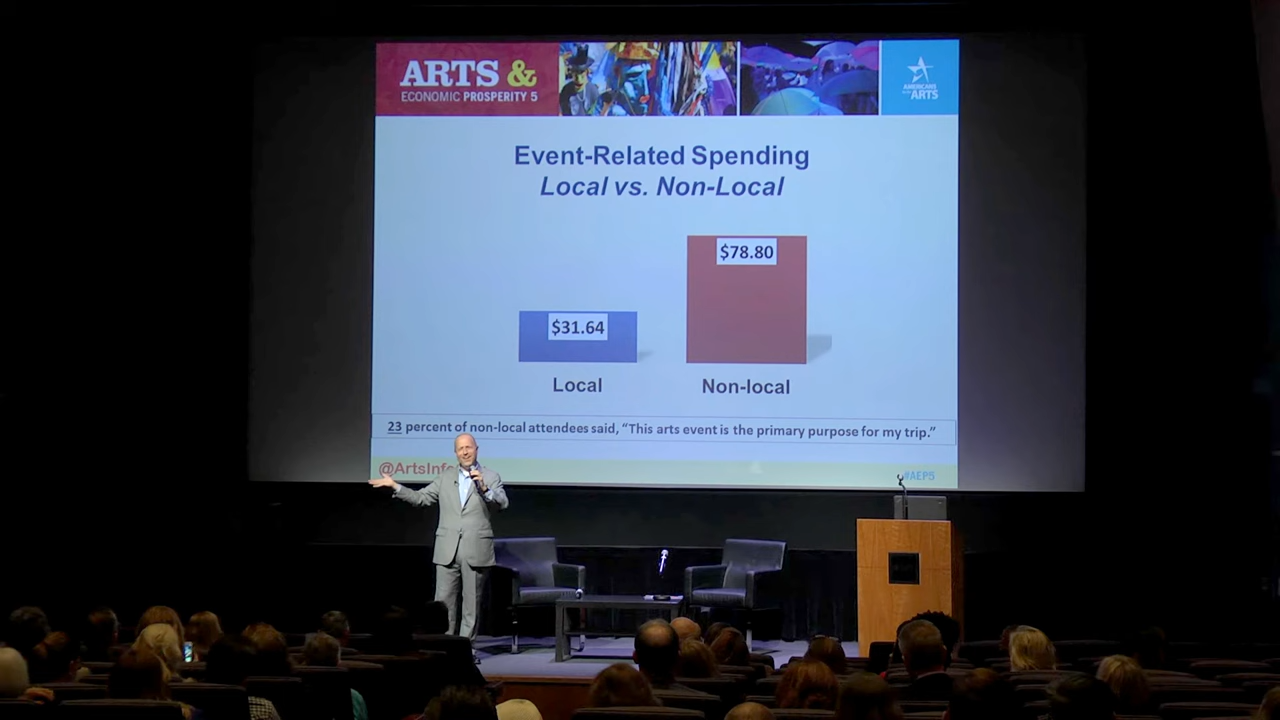 ARTS &
ECONOMIC PROSPERITY 5
AMERICANS
ARTS
Event-Related Spending
Local vs. Non-Local
$78.80
$31.64
Local
Non-local
23 percent of non-local attendees said, “This arts event is the primary purpose for my trip.”
@ArtsInfo
#AEP5